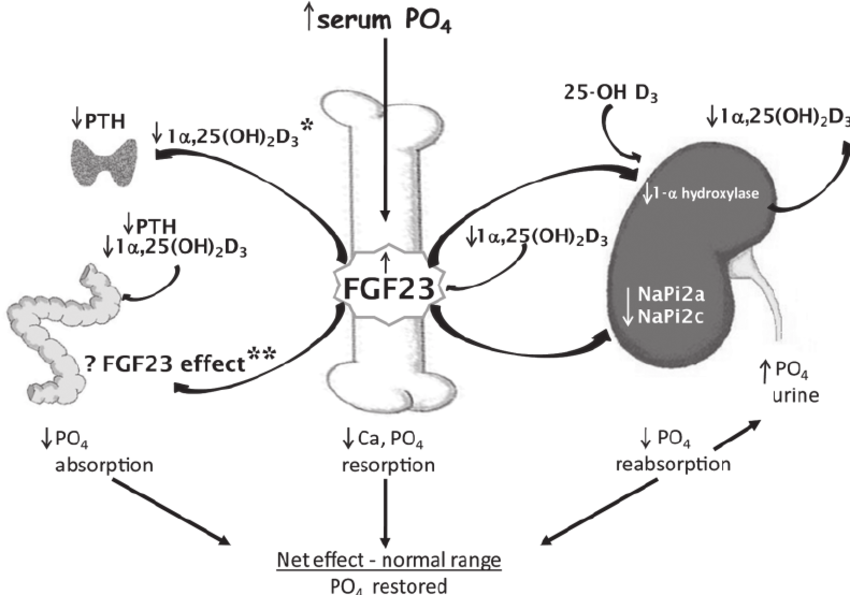 ↑serum PO₄
25-OH D₃
↓1α,25(OH)₂D₃
↓PTH
↓1α,25(OH)₂D₃*
↓1-α hydroxylase
↓PTH
↓1α,25(OH)₂D₃
↓1α,25(OH)₂D₃
↑
FGF23
↓NaPi2a
NaPi2c
? FGF23 effect**
↑PO₄
urine
↓PO₄
absorption
↓Ca, PO₄
resorption
↓PO₄
reabsorption
Net effect - normal range
PO₄ restored